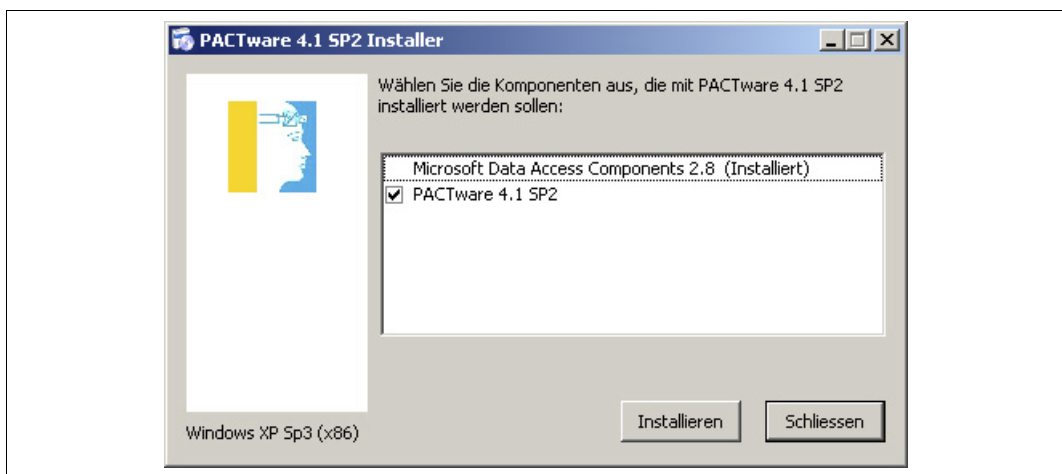 PACTware 4.1 SP2 Installer
Wählen Sie die Komponenten aus, die mit PACTware 4.1 SP2
installiert werden sollen:
Microsoft Data Access Components 2.8 (Installiert)
PACTware 4.1 SP2
Windows XP Sp3 (x86)
Installieren
Schliessen